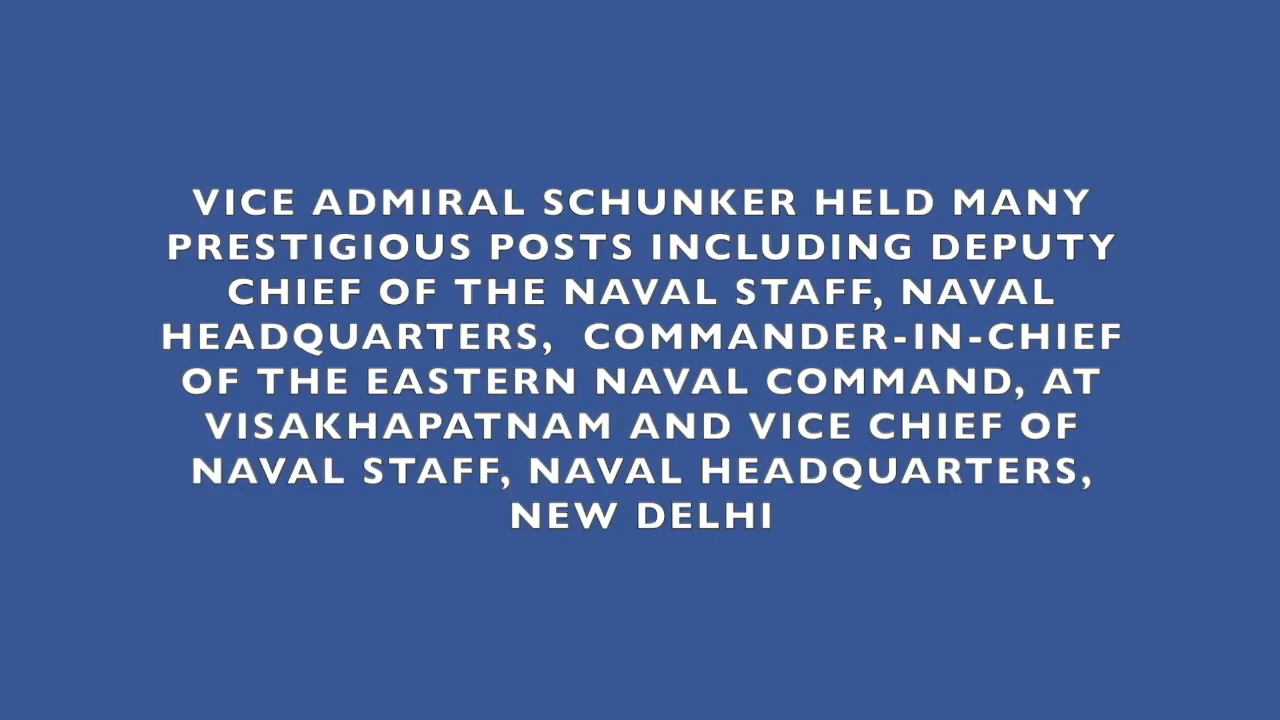 VICE ADMIRAL SCHUNKER HELD MANY
PRESTIGIOUS POSTS INCLUDING DEPUTY
CHIEF OF THE NAVAL STAFF, NAVAL
HEADQUARTERS,  COMMANDER-IN-CHIEF
OF THE EASTERN NAVAL COMMAND, AT
VISAKHAPATNAM AND VICE CHIEF OF
NAVAL STAFF, NAVAL HEADQUARTERS,
NEW DELHI